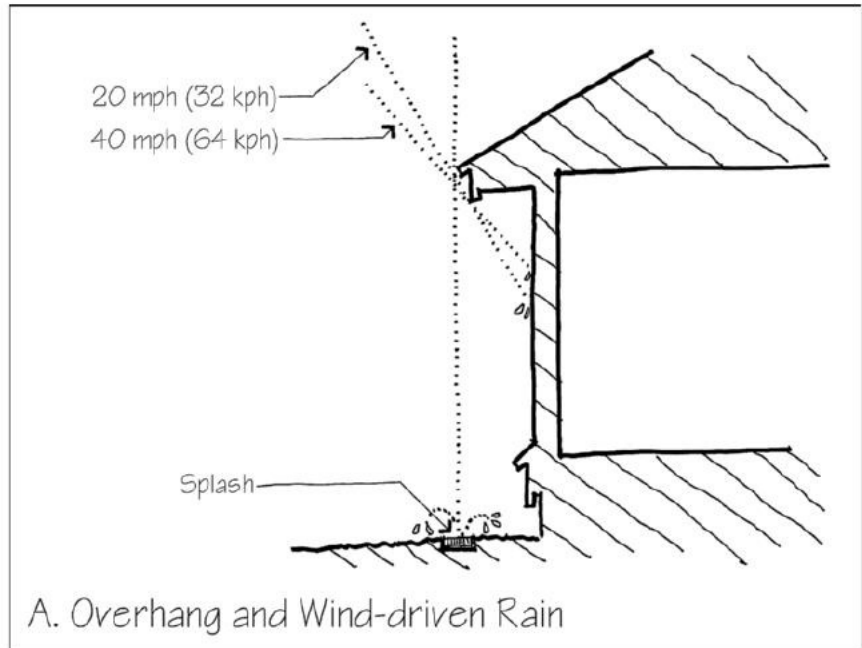 20 mph (32 kph)
40 mph (64 kph)
Splash
A. Overhang and Wind-driven Rain